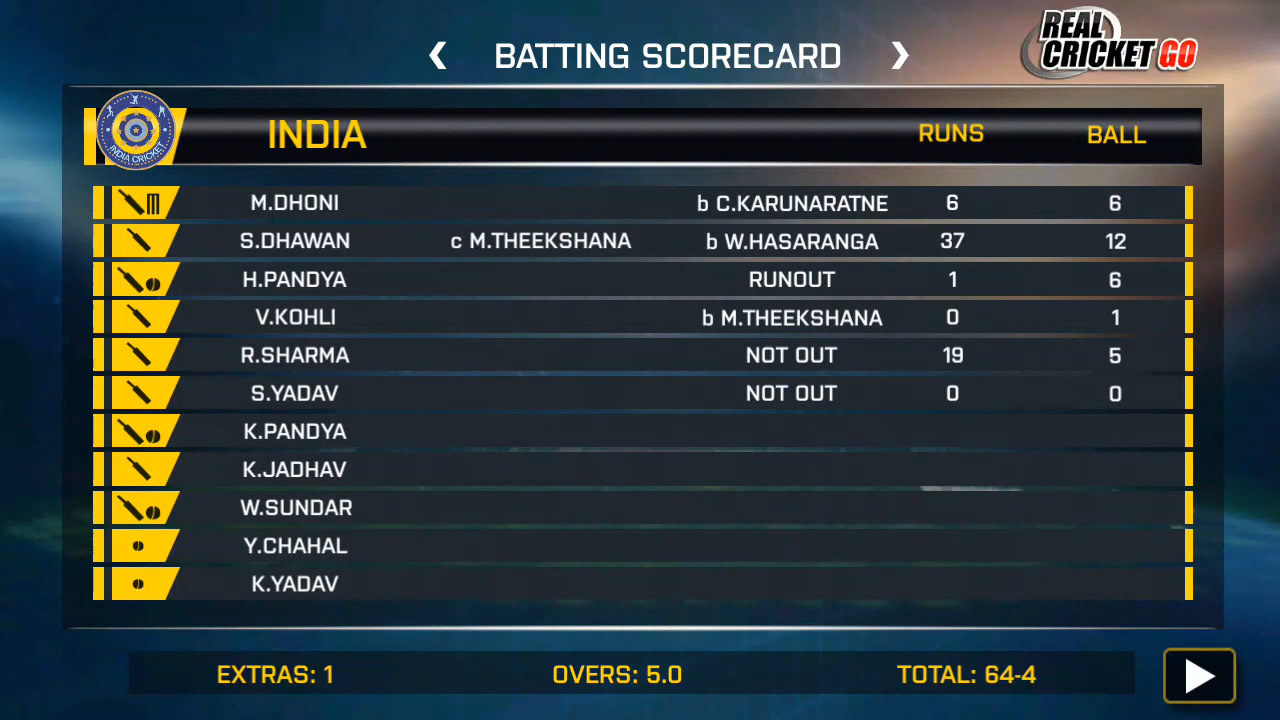 REAL
BATTING SCORECARD
CRICKET GO
INDIA RUNS BALL
INDIA CRICKET
M.DHONI b C.KARUNARATNE 6 6
S.DHAWAN c M.THEEKSHANA b W.HASARANGA 37 12
H.PANDYA RUNOUT 1 6
V.KOHLI b M.THEEKSHANA 0 1
R.SHARMA NOT OUT 19 5
S.YADAV NOT OUT 0 0
K.PANDYA
K.JADHAV
W.SUNDAR
Y.CHAHAL
K.YADAV
EXTRAS: 1 OVERS: 5.0 TOTAL: 64-4